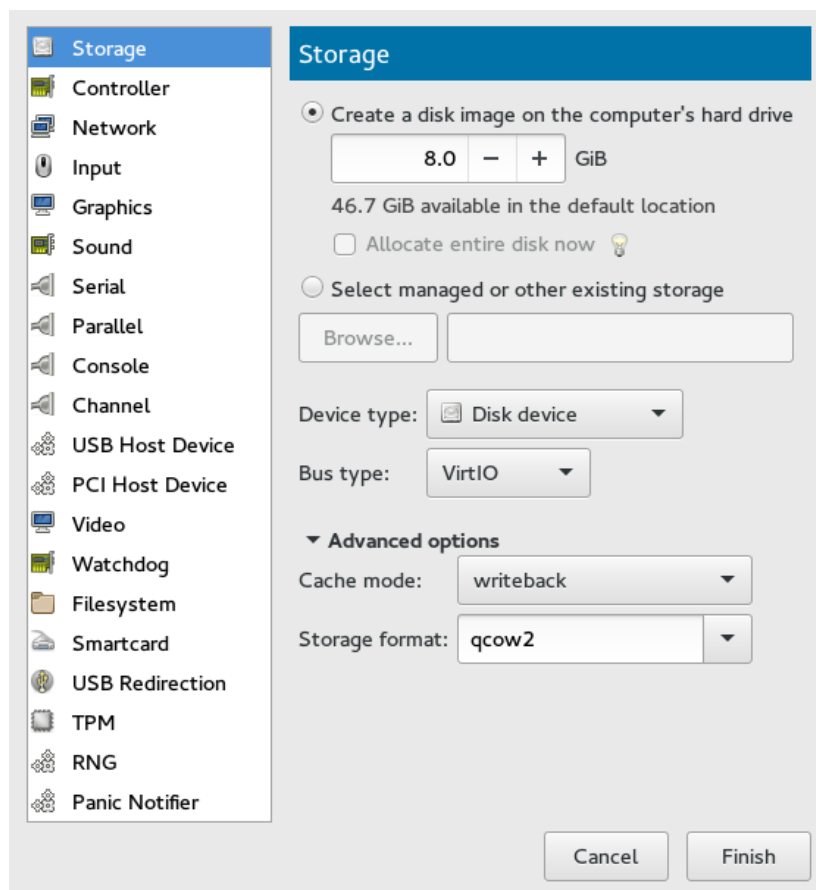 Storage
Controller
Network
Input
Graphics
Sound
Serial
Parallel
Console
Channel
USB Host Device
PCI Host Device
Video
Watchdog
Filesystem
Smartcard
USB Redirection
TPM
RNG
Panic Notifier
Storage
Create a disk image on the computer's hard drive
8.0 − + GiB
46.7 GiB available in the default location
Allocate entire disk now
Select managed or other existing storage
Browse...
Device type: Disk device
Bus type: VirtIO
Advanced options
Cache mode: writeback
Storage format: qcow2
Cancel Finish